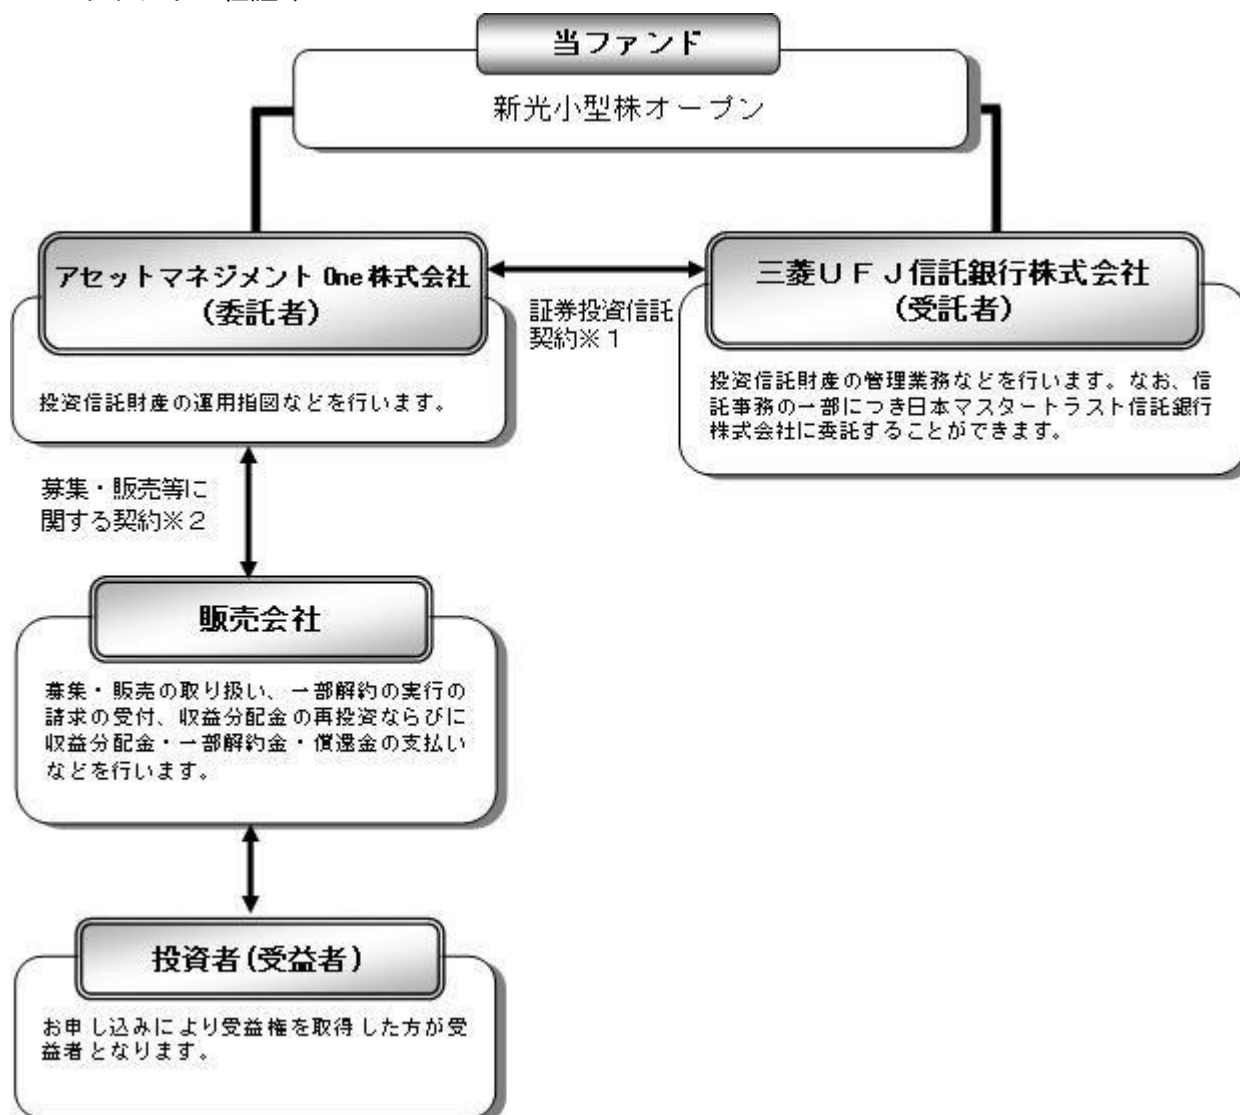 当ファンド
新光小型株オープン
アセットマネジメント One 株式会社
(委託者)
投資信託財産の運用指図などを行います。
証券投資信託
契約※１
三菱ＵＦＪ信託銀行株式会社
(受託者)
投資信託財産の管理業務などを行います。なお、信
託事務の一部につき日本マスタートラスト信託銀行
株式会社に委託することができます。
募集・販売等に
関する契約※２
販売会社
募集・販売の取り扱い、一部解約の実行の
請求の受付、収益分配金の再投資ならびに
収益分配金・一部解約金・償還金の支払い
などを行います。
投資者(受益者)
お申し込みにより受益権を取得した方が受
益者となります。